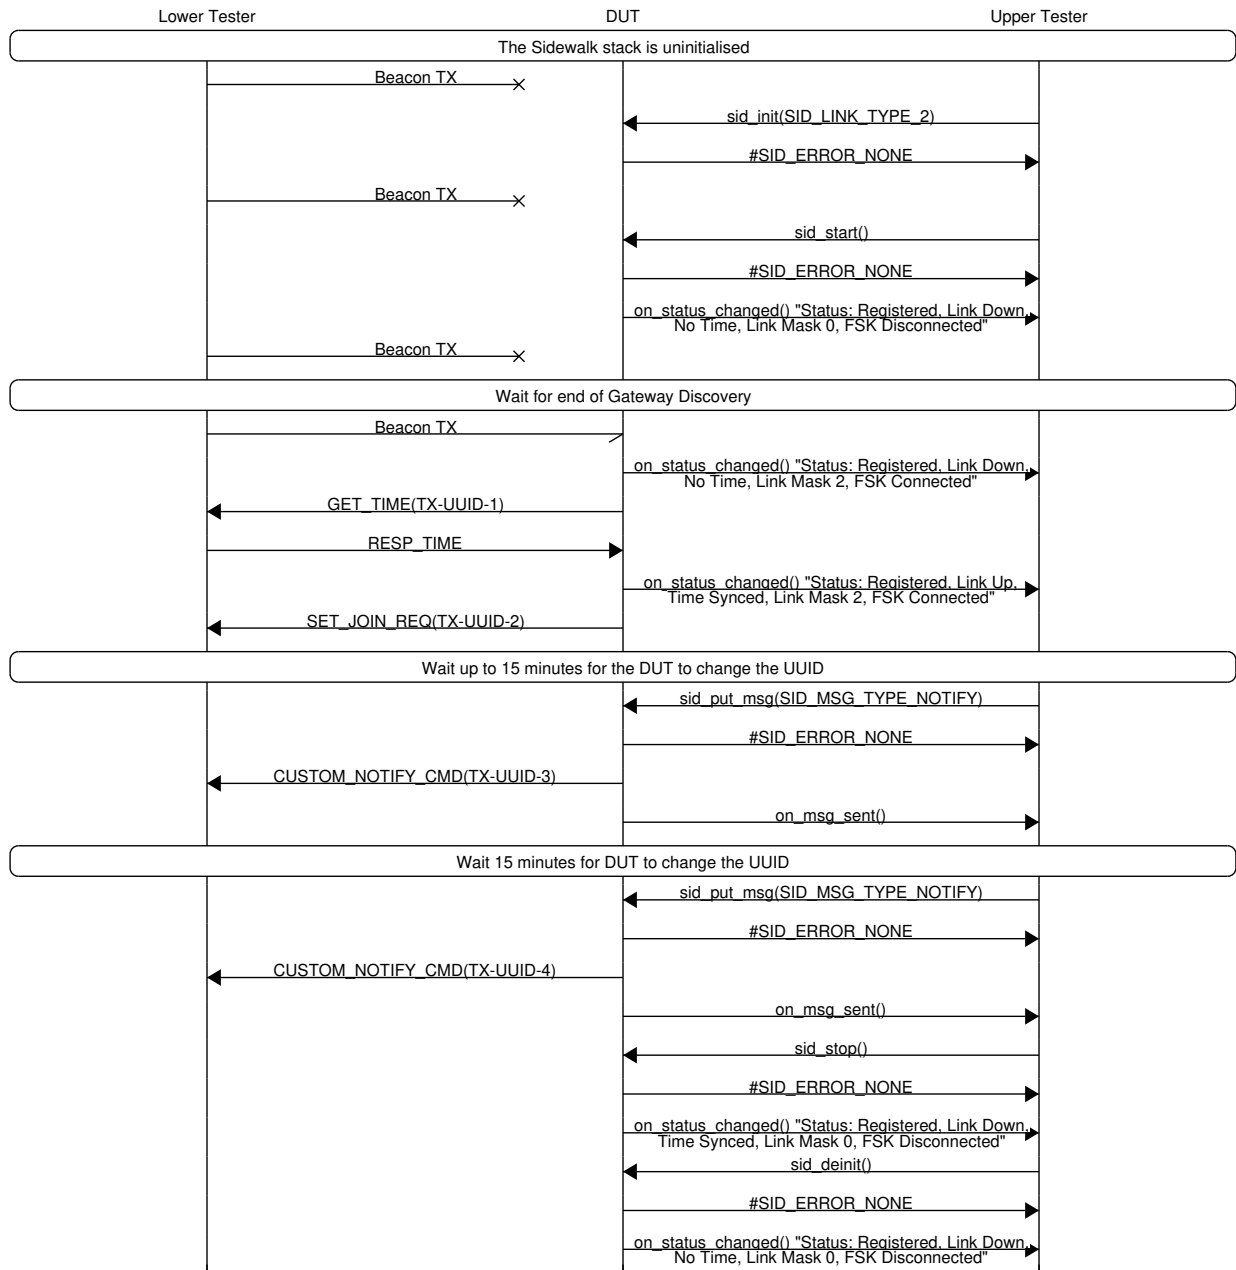 Lower Tester
DUT
Upper Tester
The Sidewalk stack is uninitialised
Beacon TX
sid_init(SID_LINK_TYPE_2)
#SID_ERROR_NONE
Beacon TX
sid_start()
#SID_ERROR_NONE
on_status_changed() "Status: Registered, Link Down,
No Time, Link Mask 0, FSK Disconnected"
Beacon TX
Wait for end of Gateway Discovery
Beacon TX
on_status_changed() "Status: Registered, Link Down,
No Time, Link Mask 2, FSK Connected"
GET_TIME(TX-UUID-1)
RESP_TIME
on_status_changed() "Status: Registered, Link Up,
Time Synced, Link Mask 2, FSK Connected"
SET_JOIN_REQ(TX-UUID-2)
Wait up to 15 minutes for the DUT to change the UUID
sid_put_msg(SID_MSG_TYPE_NOTIFY)
#SID_ERROR_NONE
CUSTOM_NOTIFY_CMD(TX-UUID-3)
on_msg_sent()
Wait 15 minutes for DUT to change the UUID
sid_put_msg(SID_MSG_TYPE_NOTIFY)
#SID_ERROR_NONE
CUSTOM_NOTIFY_CMD(TX-UUID-4)
on_msg_sent()
sid_stop()
#SID_ERROR_NONE
on_status_changed() "Status: Registered, Link Down,
Time Synced, Link Mask 0, FSK Disconnected"
sid_deinit()
#SID_ERROR_NONE
on_status_changed() "Status: Registered, Link Down,
No Time, Link Mask 0, FSK Disconnected"